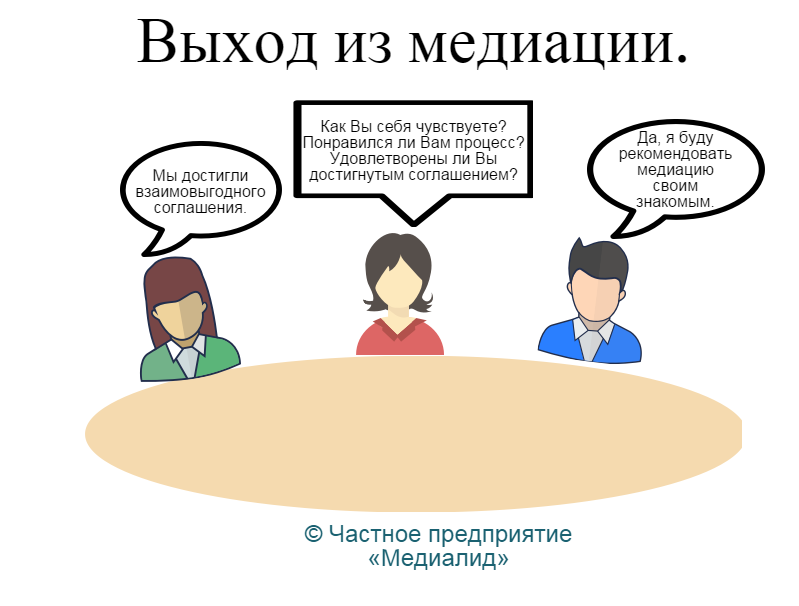 Выход из медиации.
Мы достигли
взаимовыгодного
соглашения.
Как Вы себя чувствуете?
Понравился ли Вам процесс?
Удовлетворены ли Вы
достигнутым соглашением?
Да, я буду
рекомендовать
медиацию
своим
знакомым.
© Частное предприятие
«Медиалид»